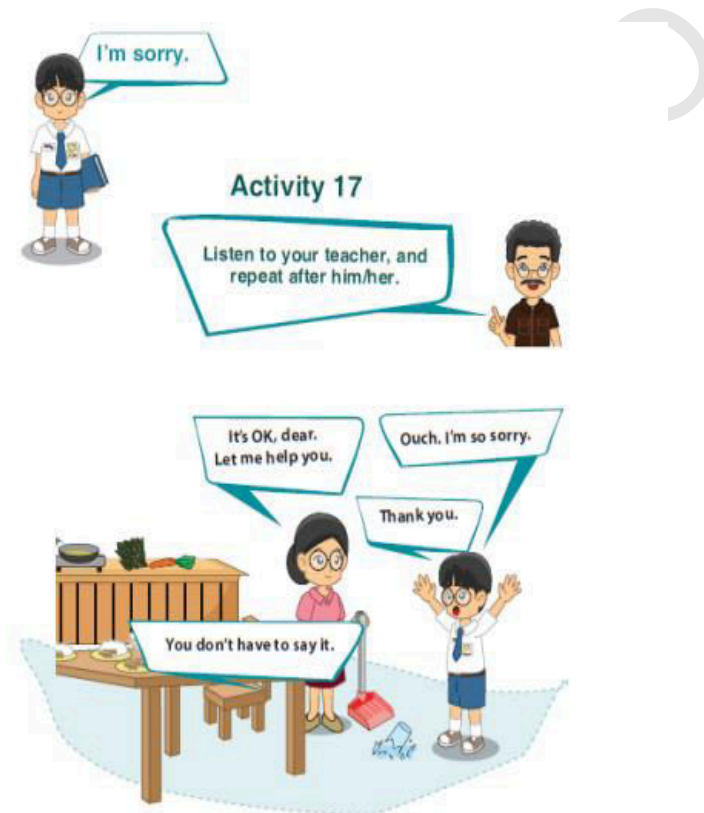 I'm sorry.
Activity 17
Listen to your teacher, and
repeat after him/her.
It's OK, dear.
Let me help you.
Ouch. I'm so sorry.
Thank you.
You don't have to say it.